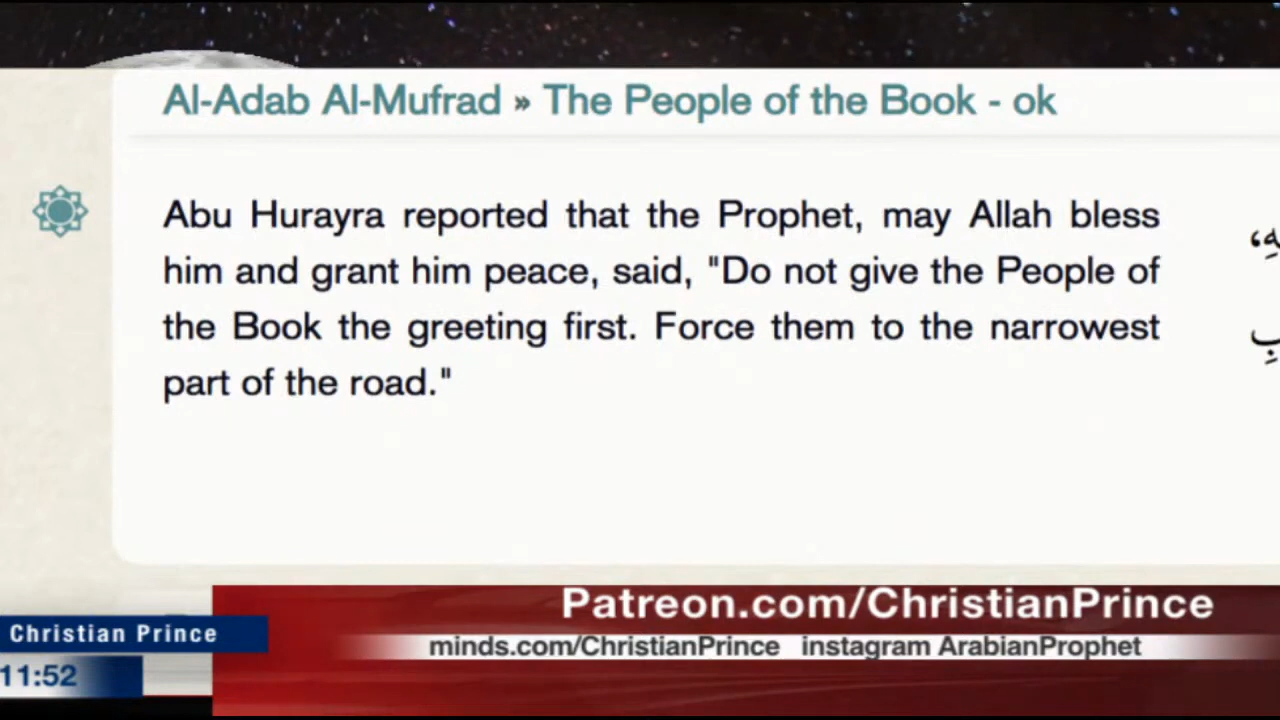 Al-Adab Al-Mufrad » The People of the Book - ok
Abu Hurayra reported that the Prophet, may Allah bless
him and grant him peace, said, "Do not give the People of
the Book the greeting first. Force them to the narrowest
part of the road."
Patreon.com/ChristianPrince
Christian Prince
minds.com/ChristianPrince instagram ArabianProphet
11:52